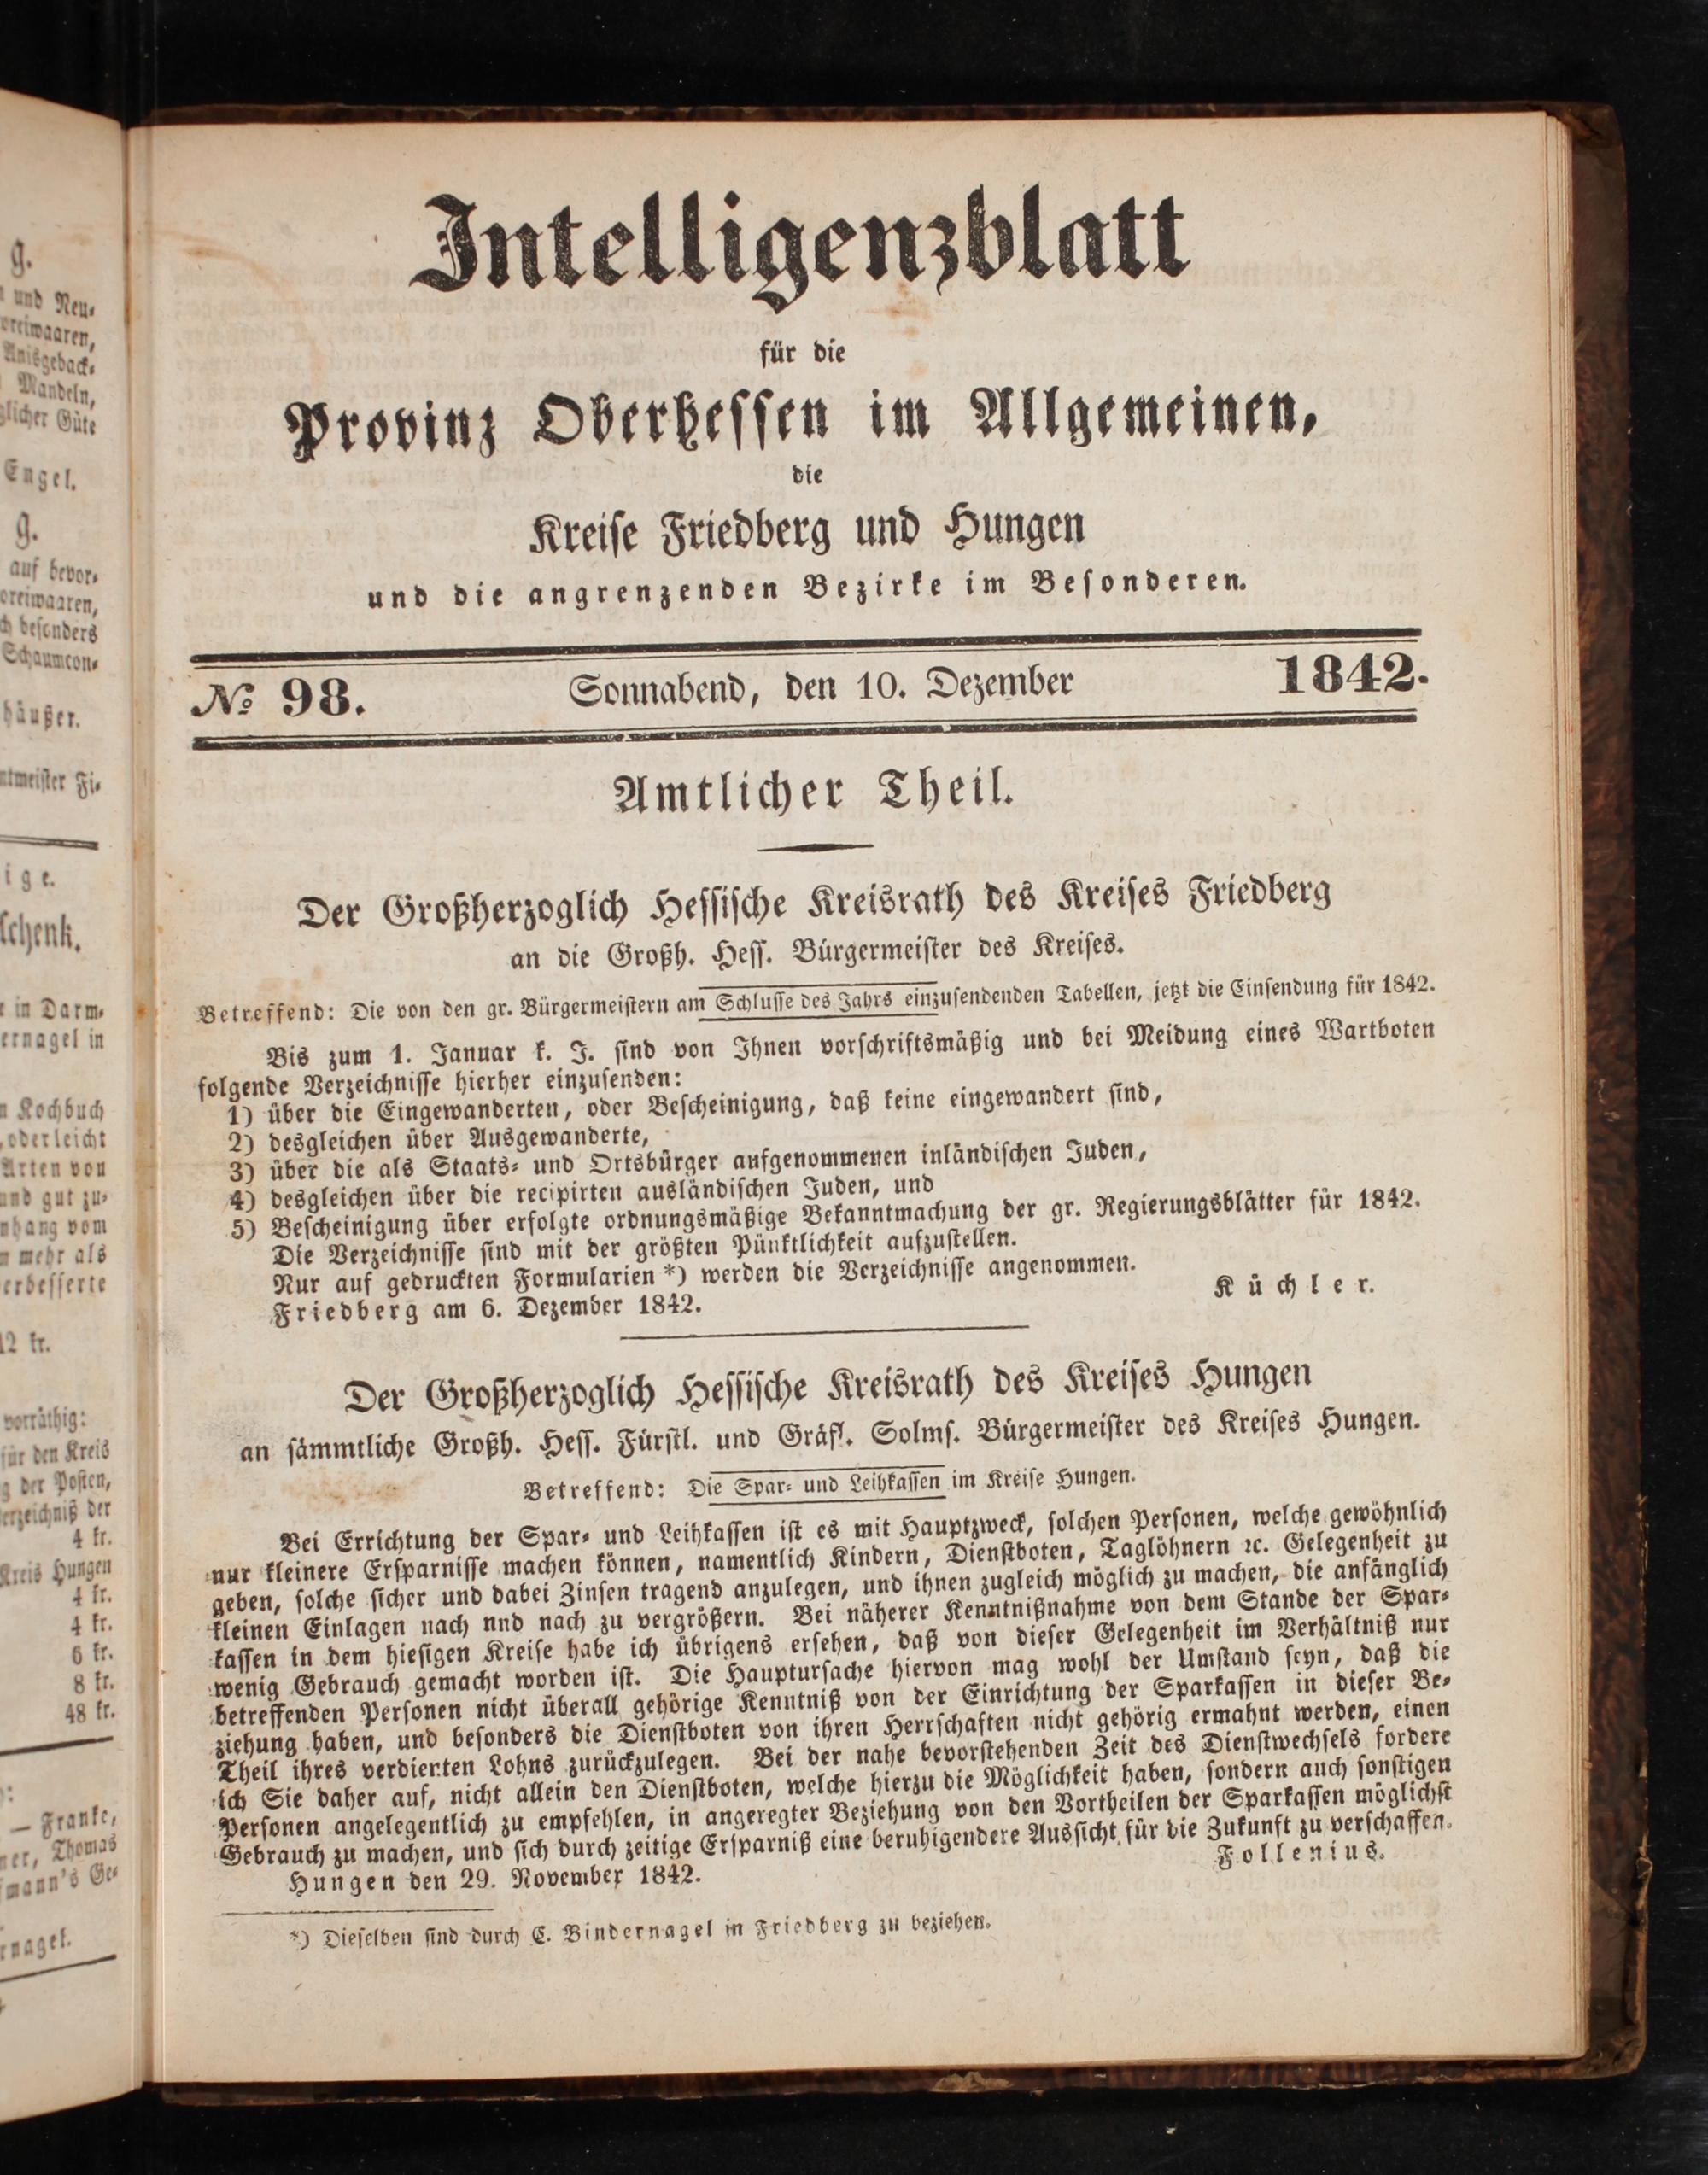 Intelligenzblatt
für die
Provinz Oberhessen im Allgemeinen,
die
Kreise Friedberg und Hungen
und die angrenzenden Bezirke im Besonderen.
№ 98. Sonnabend, den 10. Dezember 1842.
Amtlicher Theil.
Der Großherzoglich Hessische Kreisrath des Kreises Friedberg
an die Großh. Hess. Bürgermeister des Kreises.
Betreffend: Die von den gr. Bürgermeistern am Schlusse des Jahrs einzusendenden Tabellen, jetzt die Einsendung für 1842.
Bis zum 1. Januar k. J. sind von Ihnen vorschriftsmäßig und bei Meidung eines Wartboten
folgende Verzeichnisse hierher einzusenden:
1) über die Eingewanderten, oder Bescheinigung, daß keine eingewandert sind,
2) desgleichen über Ausgewanderte,
3) über die als Staats- und Ortsbürger aufgenommenen inländischen Juden,
4) desgleichen über die recipirten ausländischen Juden, und
5) Bescheinigung über erfolgte ordnungsmäßige Bekanntmachung der gr. Regierungsblätter für 1842.
Die Verzeichnisse sind mit der größten Pünktlichkeit aufzustellen.
Nur auf gedruckten Formularien *) werden die Verzeichnisse angenommen.
Friedberg am 6. Dezember 1842. Küchler.
Der Großherzoglich Hessische Kreisrath des Kreises Hungen
an sämmtliche Großh. Hess. Fürstl. und Gräfl. Solms. Bürgermeister des Kreises Hungen.
Betreffend: Die Spar- und Leihkassen im Kreise Hungen.
Bei Errichtung der Spar- und Leihkassen ist es mit Hauptzweck, solchen Personen, welche gewöhnlich
nur kleinere Ersparnisse machen können, namentlich Kindern, Dienstboten, Taglöhnern ꝛc. Gelegenheit zu
geben, solche sicher und dabei Zinsen tragend anzulegen, und ihnen zugleich möglich zu machen, die anfänglich
kleinen Einlagen nach nnd nach zu vergrößern. Bei näherer Kenntnißnahme von dem Stande der Spar-
kassen in dem hiesigen Kreise habe ich übrigens ersehen, daß von dieser Gelegenheit im Verhältniß nur
wenig Gebrauch gemacht worden ist. Die Hauptursache hiervon mag wohl der Umstand seyn, daß die
betreffenden Personen nicht überall gehörige Kenntniß von der Einrichtung der Sparkassen in dieser Be-
ziehung haben, und besonders die Dienstboten von ihren Herrschaften nicht gehörig ermahnt werden, einen
Theil ihres verdienten Lohns zurückzulegen. Bei der nahe bevorstehenden Zeit des Dienstwechsels fordere
ich Sie daher auf, nicht allein den Dienstboten, welche hierzu die Möglichkeit haben, sondern auch sonstigen
Personen angelegentlich zu empfehlen, in angeregter Beziehung von den Vortheilen der Sparkassen möglichst
Gebrauch zu machen, und sich durch zeitige Ersparniß eine beruhigendere Aussicht für die Zukunft zu verschaffen.
Hungen den 29. November 1842. Follenius.
*) Dieselben sind durch C. Bindernagel in Friedberg zu beziehen.